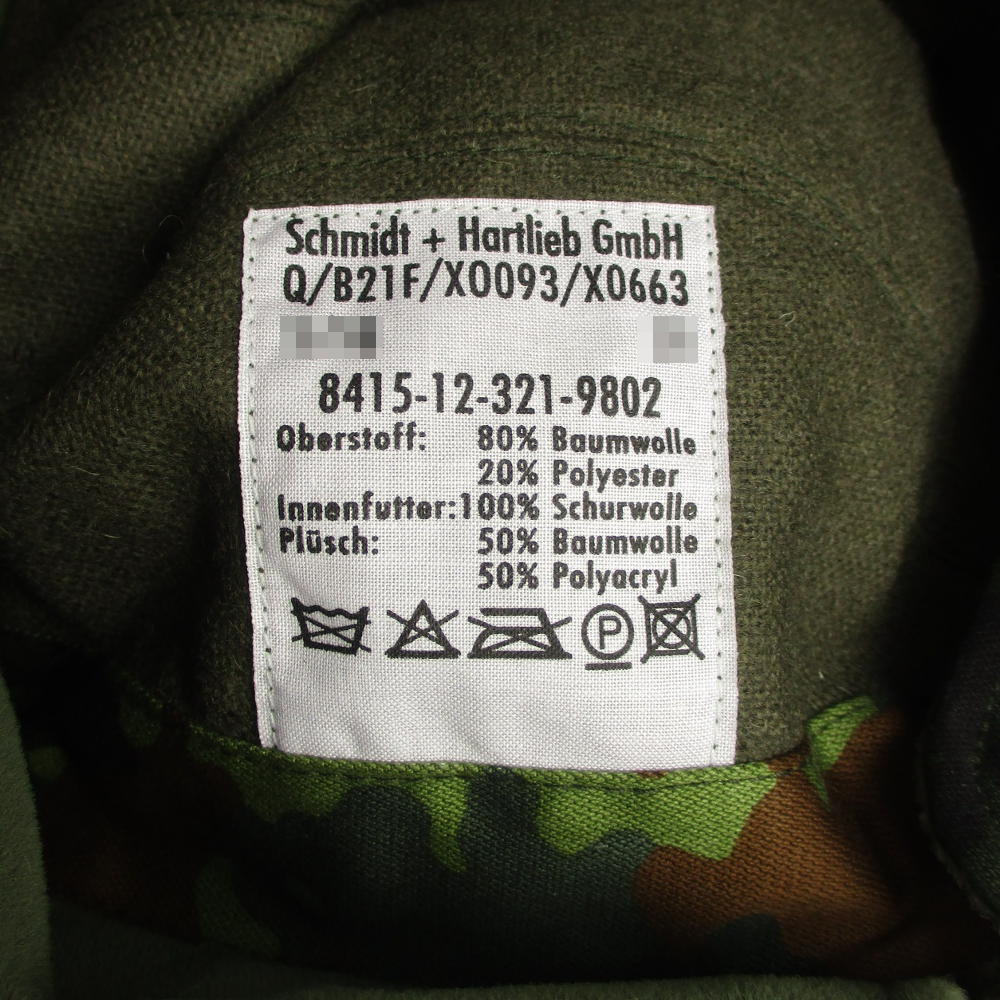 Schmidt + Hartlieb GmbH
Q/B21F/X0093/X0663
8415-12-321-9802
Oberstoff: 80% Baumwolle
20% Polyester
Innenfutter: 100% Schurwolle
Plüsch: 50% Baumwolle
50% Polyacryl
P